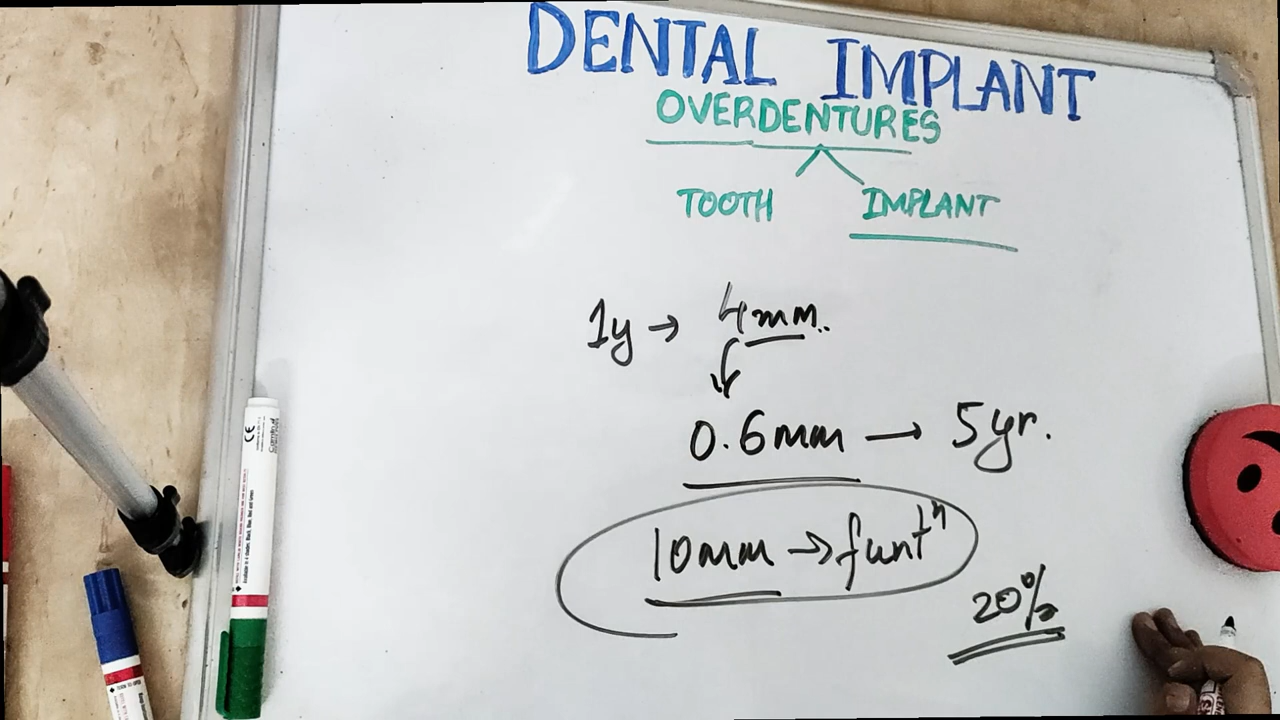 DENTAL IMPLANT
OVERDENTURES
TOOTH IMPLANT
1y → 4mm.
0.6mm → 5yr.
10mm → funtn
20%